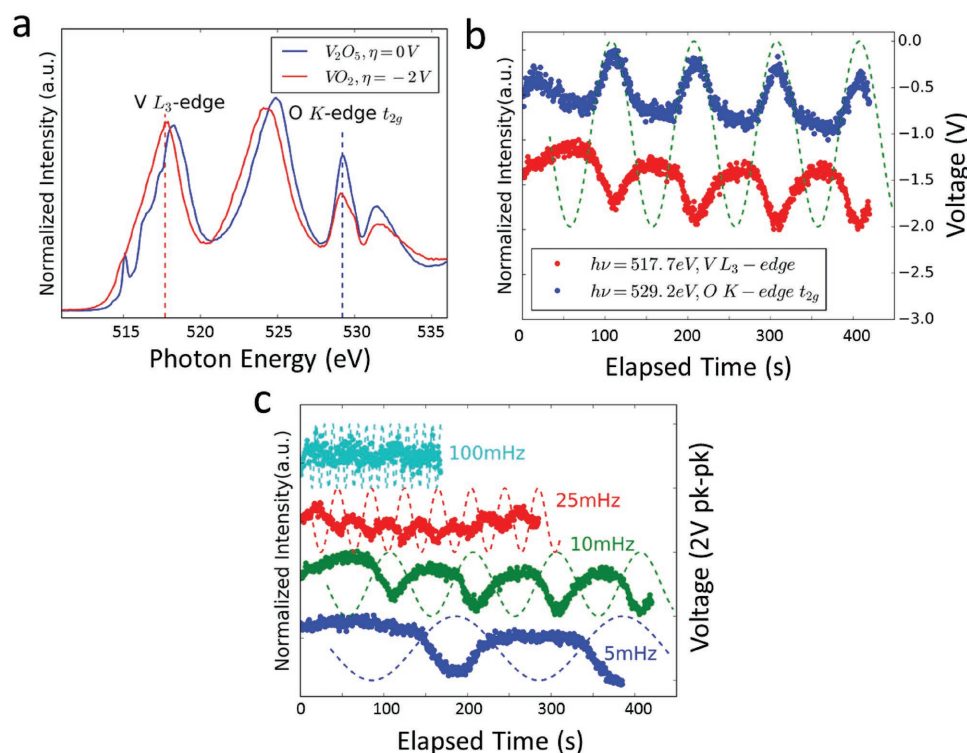 a
V₂O₅, η = 0 V
VO₂, η = −2 V
V L₃-edge
O K-edge t₂g
Normalized Intensity (a.u.)
515 520 525 530 535
Photon Energy (eV)
b
Normalized Intensity(a.u.)
0.0
−0.5
−1.0
−1.5
−2.0
−2.5
−3.0
Voltage (V)
hν = 517.7eV, V L₃ − edge
hν = 529.2eV, O K − edge t₂g
0 100 200 300 400
Elapsed Time (s)
c
Normalized Intensity(a.u.)
100mHz
25mHz
10mHz
5mHz
Voltage (2V pk-pk)
0 100 200 300 400
Elapsed Time (s)